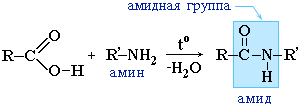 амидная группа
O O
R–C + R’–NH₂ t° R–C–N–R’
O–H амин -H₂O H
амид